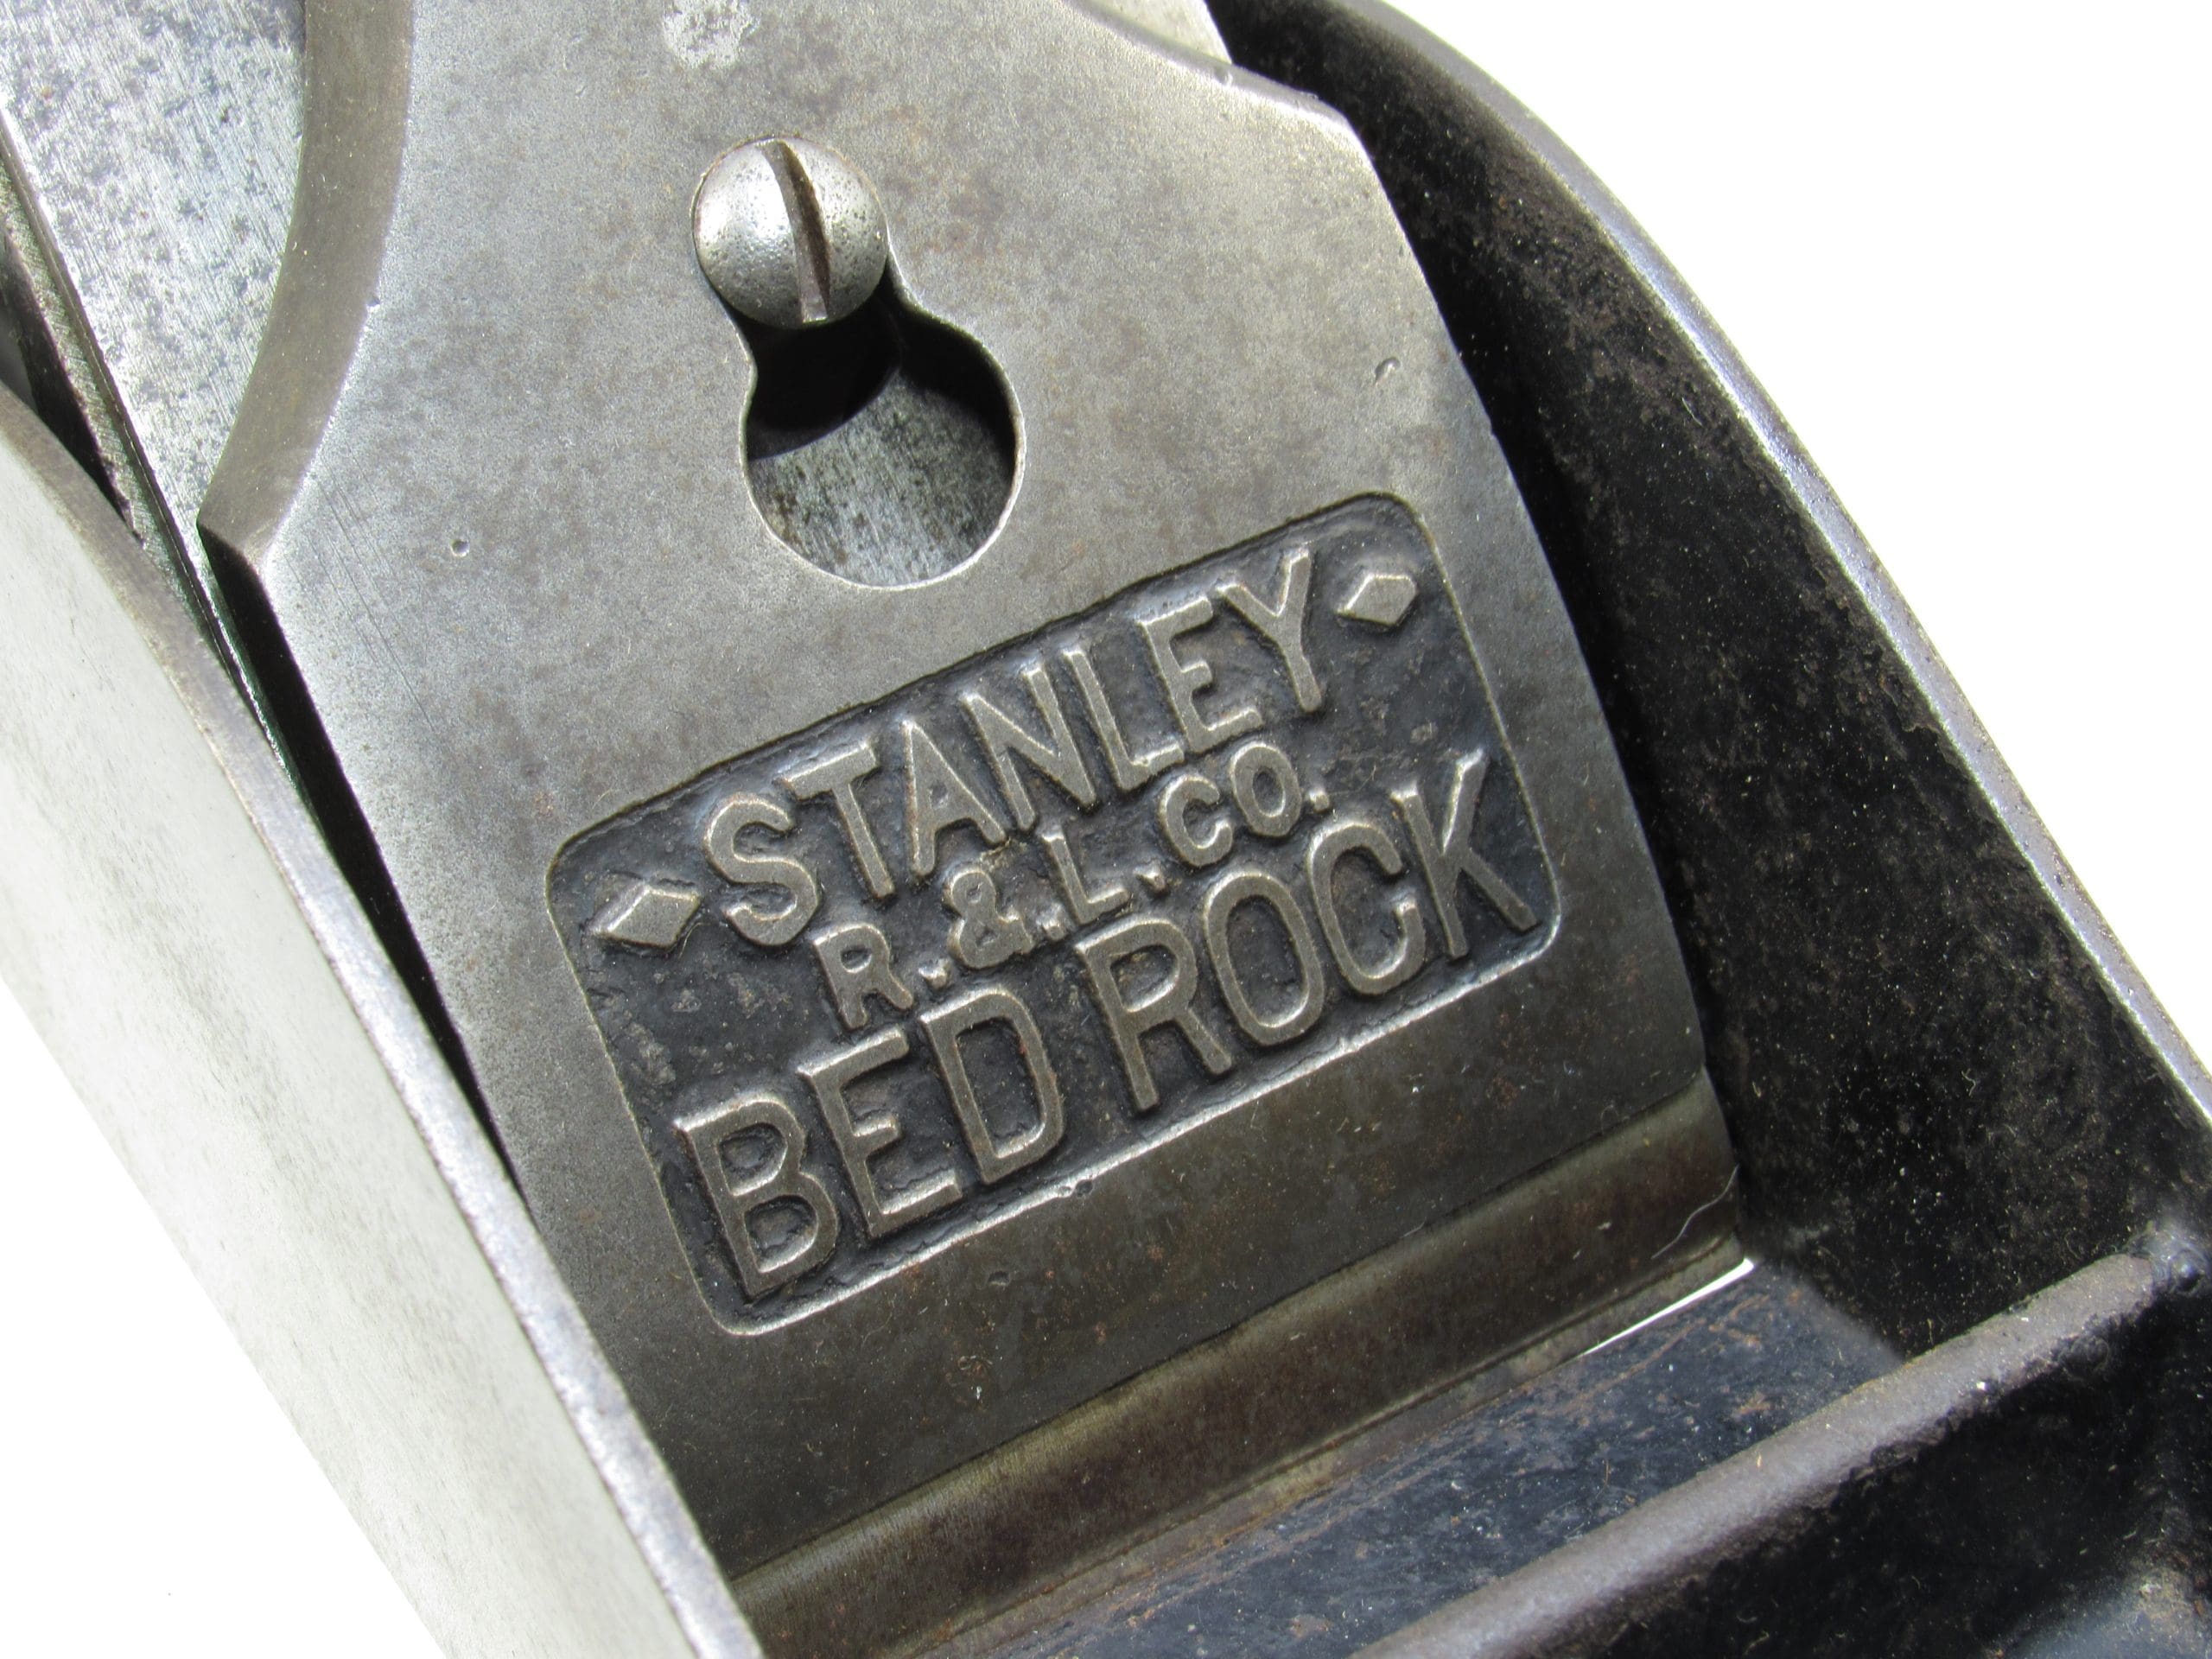 STANLEY
R. & L. CO.
BED ROCK